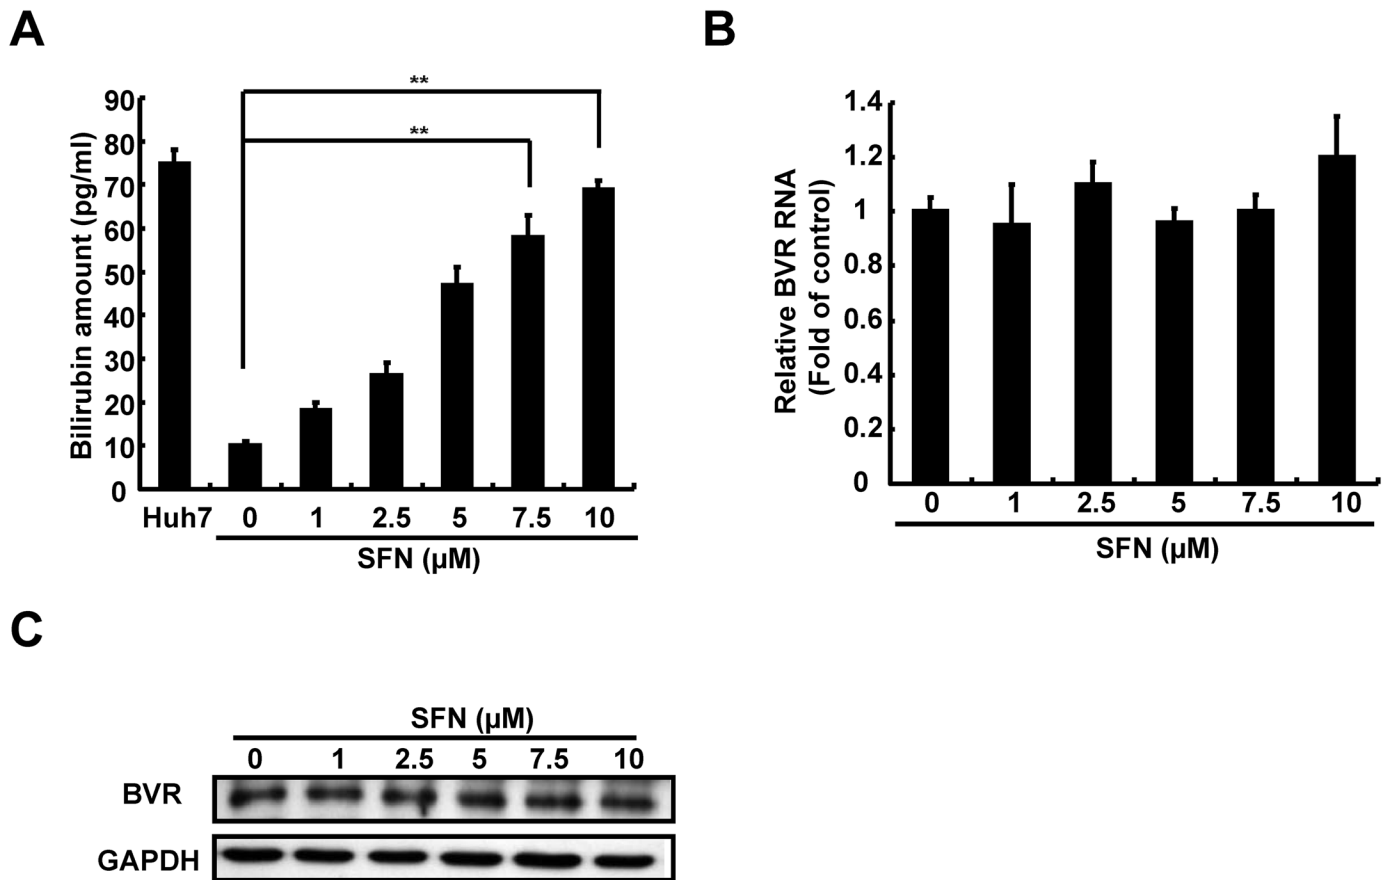 A
Bilirubin amount (pg/ml)
90
80
70
60
50
40
30
20
10
0
**
**
Huh7 0 1 2.5 5 7.5 10
SFN (µM)
B
Relative BVR RNA
(Fold of control)
1.4
1.2
1
0.8
0.6
0.4
0.2
0
0 1 2.5 5 7.5 10
SFN (µM)
C
SFN (µM)
0 1 2.5 5 7.5 10
BVR
GAPDH